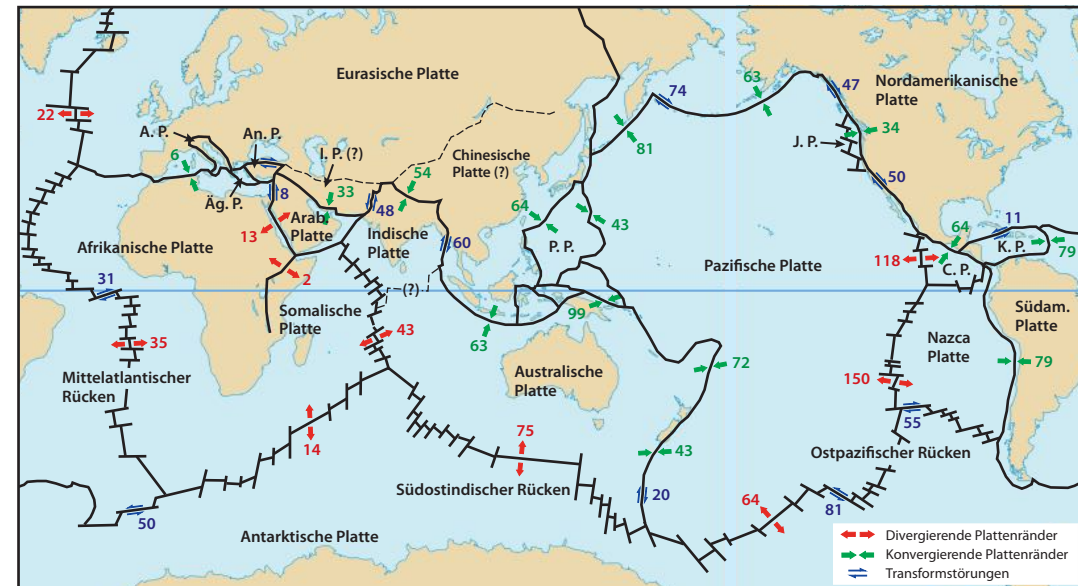 Eurasische Platte
74
63
47
Nordamerikanische
Platte
22
A. P.
An. P.
I. P. (?)
Chinesische
Platte (?)
81
34
J. P.
6
Äg. P.
8
33
54
48
50
Arab.
Platte
13
Afrikanische Platte
2
Indische
Platte
60
64
43
P. P.
Pazifische Platte
64
11
K. P.
79
118
C. P.
31
(?)
Somalische
Platte
43
99
63
Südam.
Platte
35
Mittelatlantischer
Rücken
Australische
Platte
72
Nazca
Platte
79
150
14
75
43
55
Ostpazifischer Rücken
Südostindischer Rücken
20
64
81
50
Antarktische Platte
Divergierende Plattenränder
Konvergierende Plattenränder
Transformstörungen